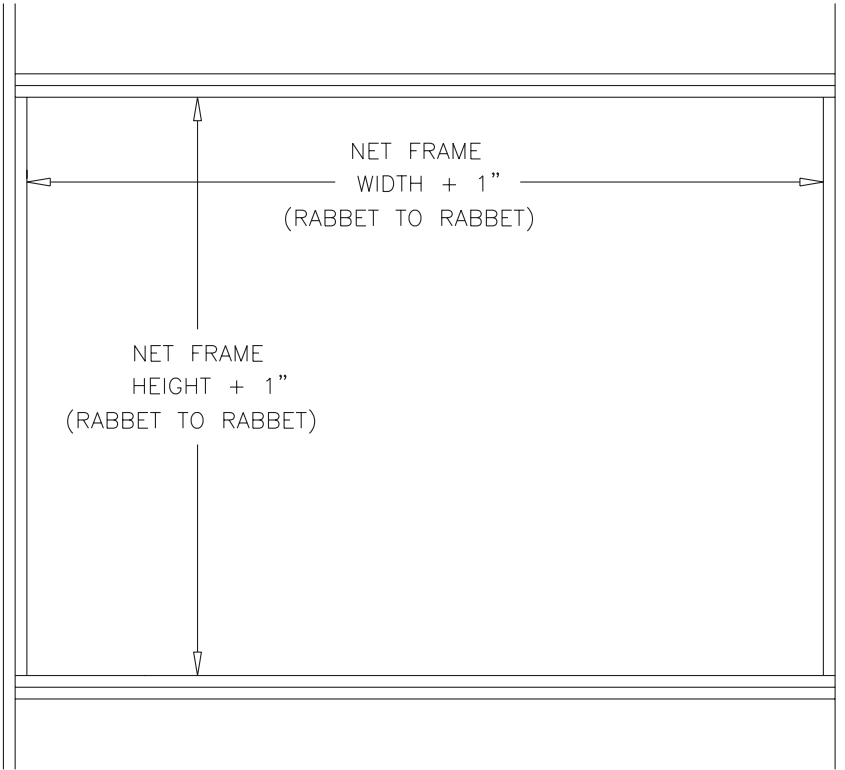 NET FRAME
WIDTH + 1”
(RABBET TO RABBET)
NET FRAME
HEIGHT + 1”
(RABBET TO RABBET)